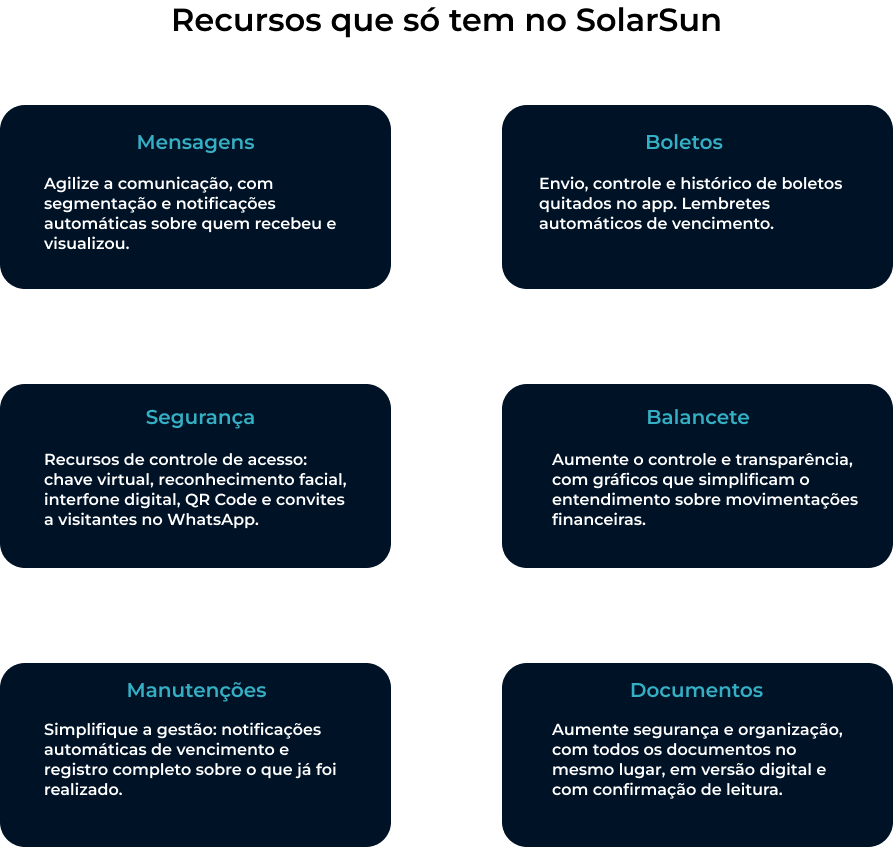 Recursos que só tem no SolarSun
Mensagens
Agilize a comunicação, com
segmentação e notificações
automáticas sobre quem recebeu e
visualizou.
Boletos
Envio, controle e histórico de boletos
quitados no app. Lembretes
automáticos de vencimento.
Segurança
Recursos de controle de acesso:
chave virtual, reconhecimento facial,
interfone digital, QR Code e convites
a visitantes no WhatsApp.
Balancete
Aumente o controle e transparência,
com gráficos que simplificam o
entendimento sobre movimentações
financeiras.
Manutenções
Simplifique a gestão: notificações
automáticas de vencimento e
registro completo sobre o que já foi
realizado.
Documentos
Aumente segurança e organização,
com todos os documentos no
mesmo lugar, em versão digital e
com confirmação de leitura.